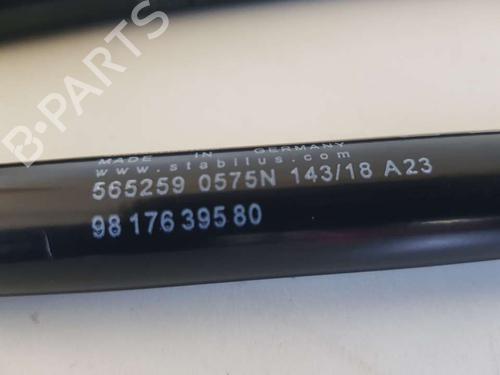 B-PARTS
MADE IN GERMANY
www.stabilus.com
565259 0575N 143/18 A23
98 176 395 80